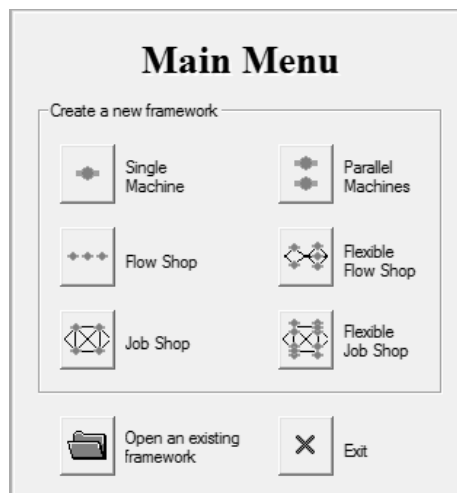 Main Menu
Create a new framework
Single
Machine
Parallel
Machines
Flow Shop
Flexible
Flow Shop
Job Shop
Flexible
Job Shop
Open an existing
framework
Exit